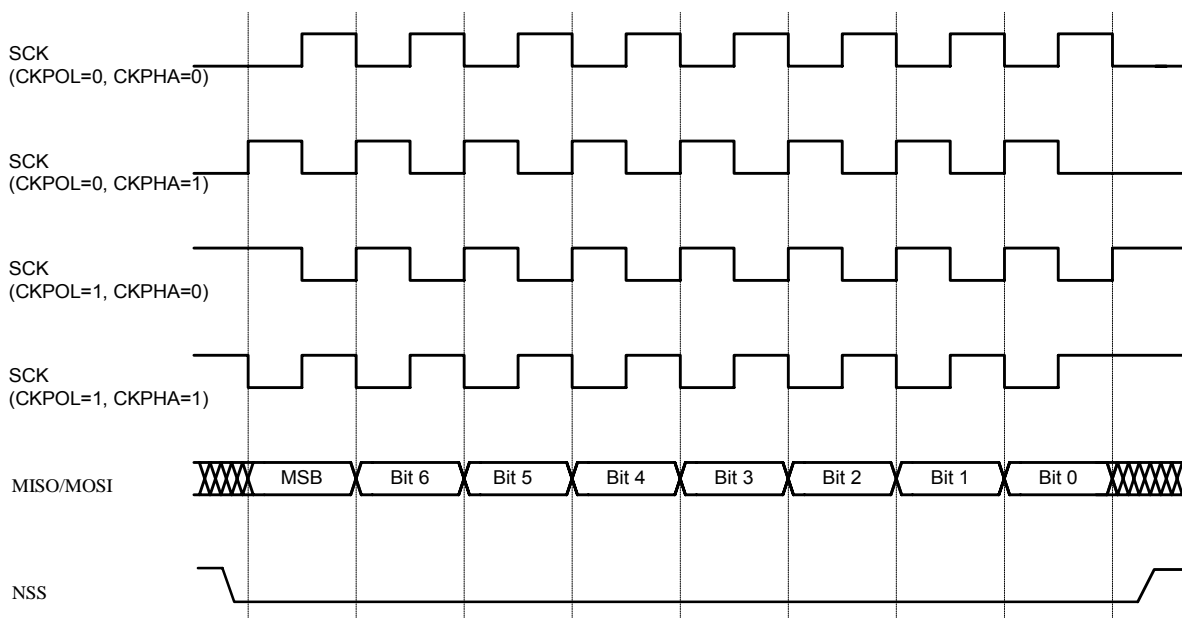 SCK
(CKPOL=0, CKPHA=0)
SCK
(CKPOL=0, CKPHA=1)
SCK
(CKPOL=1, CKPHA=0)
SCK
(CKPOL=1, CKPHA=1)
MISO/MOSI
MSB
Bit 6
Bit 5
Bit 4
Bit 3
Bit 2
Bit 1
Bit 0
NSS